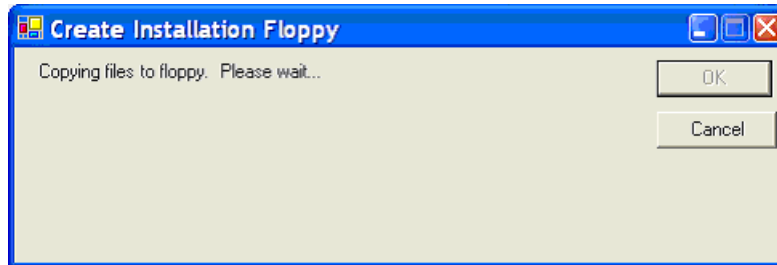 Create Installation Floppy
Copying files to floppy.  Please wait...
OK
Cancel